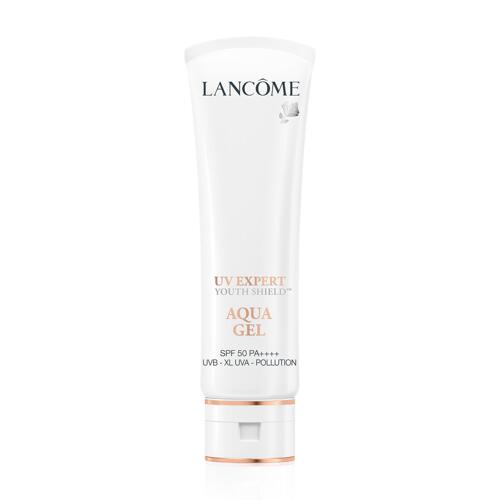 LANCÔME
UV EXPERT
YOUTH SHIELD™
AQUA
GEL
SPF 50 PA++++
UVB - XL UVA - POLLUTION